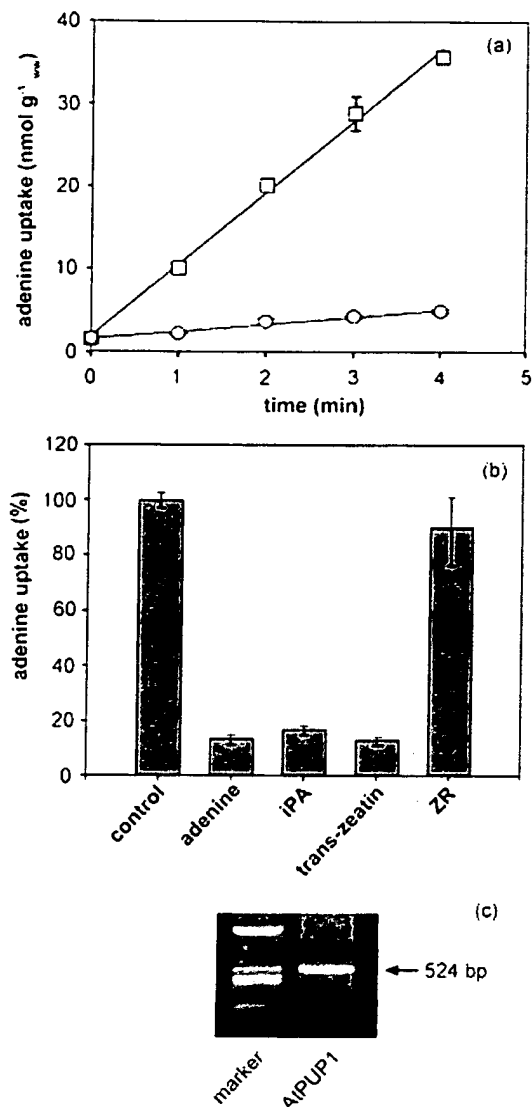 (a)
40
30
20
10
0
adenine uptake (nmol g⁻¹
0 1 2 3 4 5
time (min)
(b)
120
100
80
60
40
20
0
adenine uptake (%)
control adenine iPA trans-zeatin ZR
(c)
524 bp
marker AtPUP1